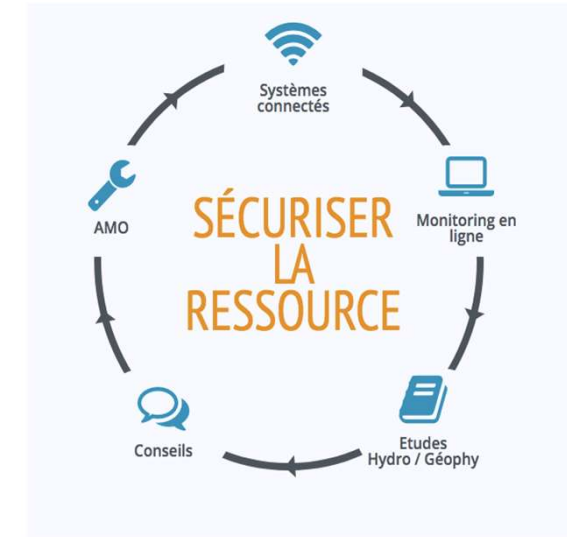 Systèmes
connectés
Monitoring en
ligne
Etudes
Hydro / Géophy
Conseils
AMO
SÉCURISER
LA
RESSOURCE